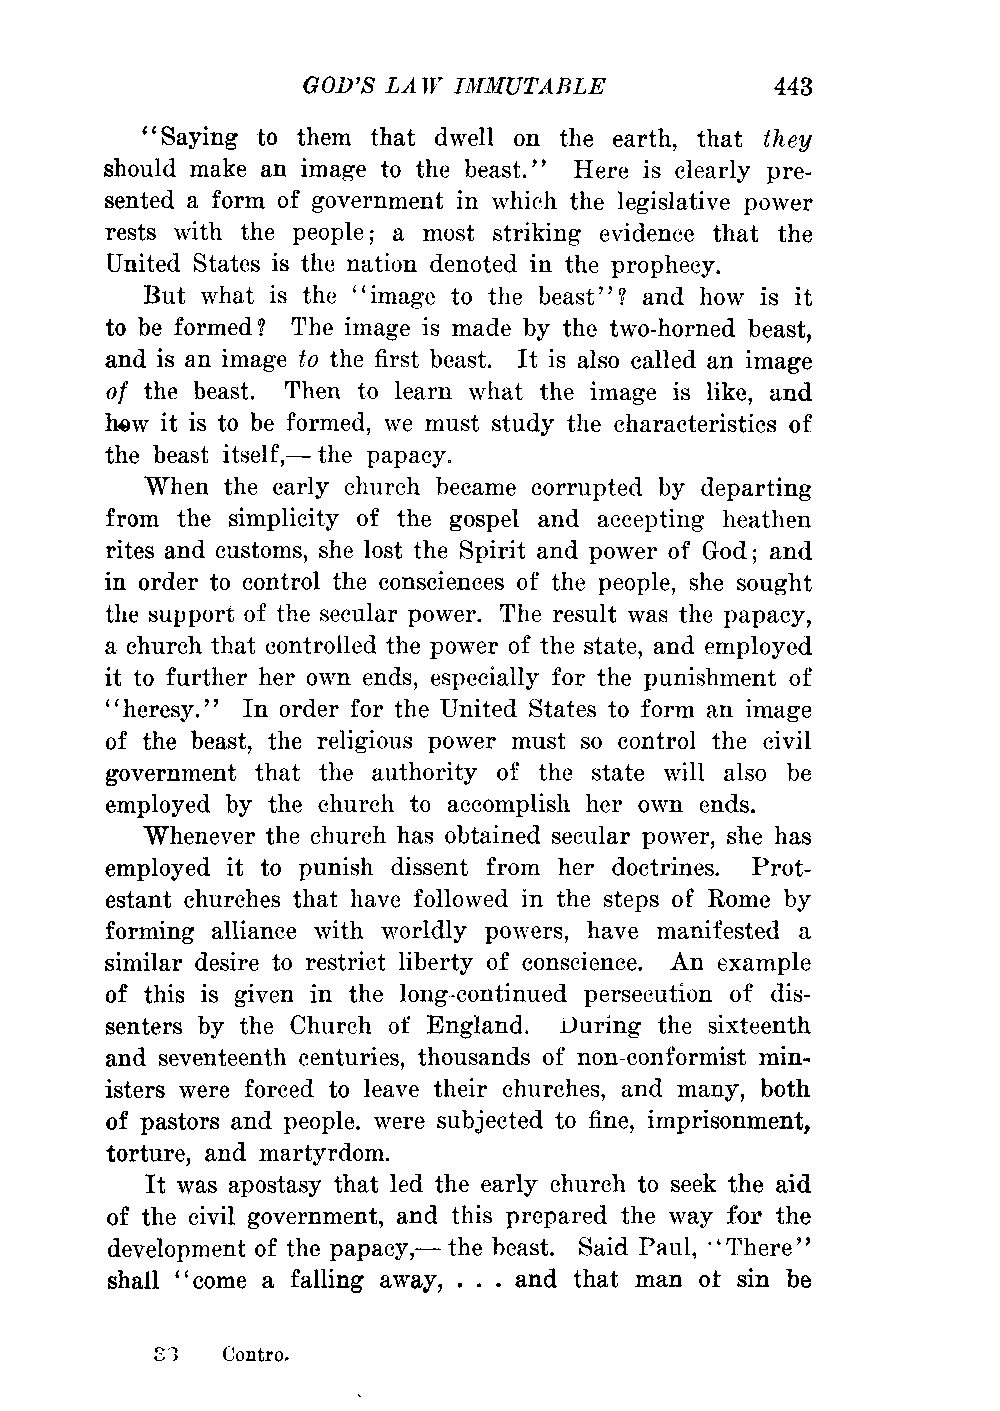 GOD'S LAW IMMUTABLE 443
"Saying to them that dwell on the earth, that they
should make an image to the beast." Here is clearly pre-
sented a form of government in which the legislative power
rests with the people; a most striking evidence that the
United States is the nation denoted in the prophecy.
But what is the "image to the beast"? and how is it
to be formed? The image is made by the two-horned beast,
and is an image to the first beast. It is also called an image
of the beast. Then to learn what the image is like, and
how it is to be formed, we must study the characteristics of
the beast itself,— the papacy.
When the early church became corrupted by departing
from the simplicity of the gospel and accepting heathen
rites and customs, she lost the Spirit and power of God; and
in order to control the consciences of the people, she sought
the support of the secular power. The result was the papacy,
a church that controlled the power of the state, and employed
it to further her own ends, especially for the punishment of
"heresy." In order for the United States to form an image
of the beast, the religious power must so control the civil
government that the authority of the state will also be
employed by the church to accomplish her own ends.
Whenever the church has obtained secular power, she has
employed it to punish dissent from her doctrines. Prot-
estant churches that have followed in the steps of Rome by
forming alliance with worldly powers, have manifested a
similar desire to restrict liberty of conscience. An example
of this is given in the long-continued persecution of dis-
senters by the Church of England. During the sixteenth
and seventeenth centuries, thousands of non-conformist min-
isters were forced to leave their churches, and many, both
of pastors and people. were subjected to fine, imprisonment,
torture, and martyrdom.
It was apostasy that led the early church to seek the aid
of the civil government, and this prepared the way for the
development of the papacy,— the beast. Said Paul, "There"
shall "come a falling away, . . . and that man of sin be
Contro.